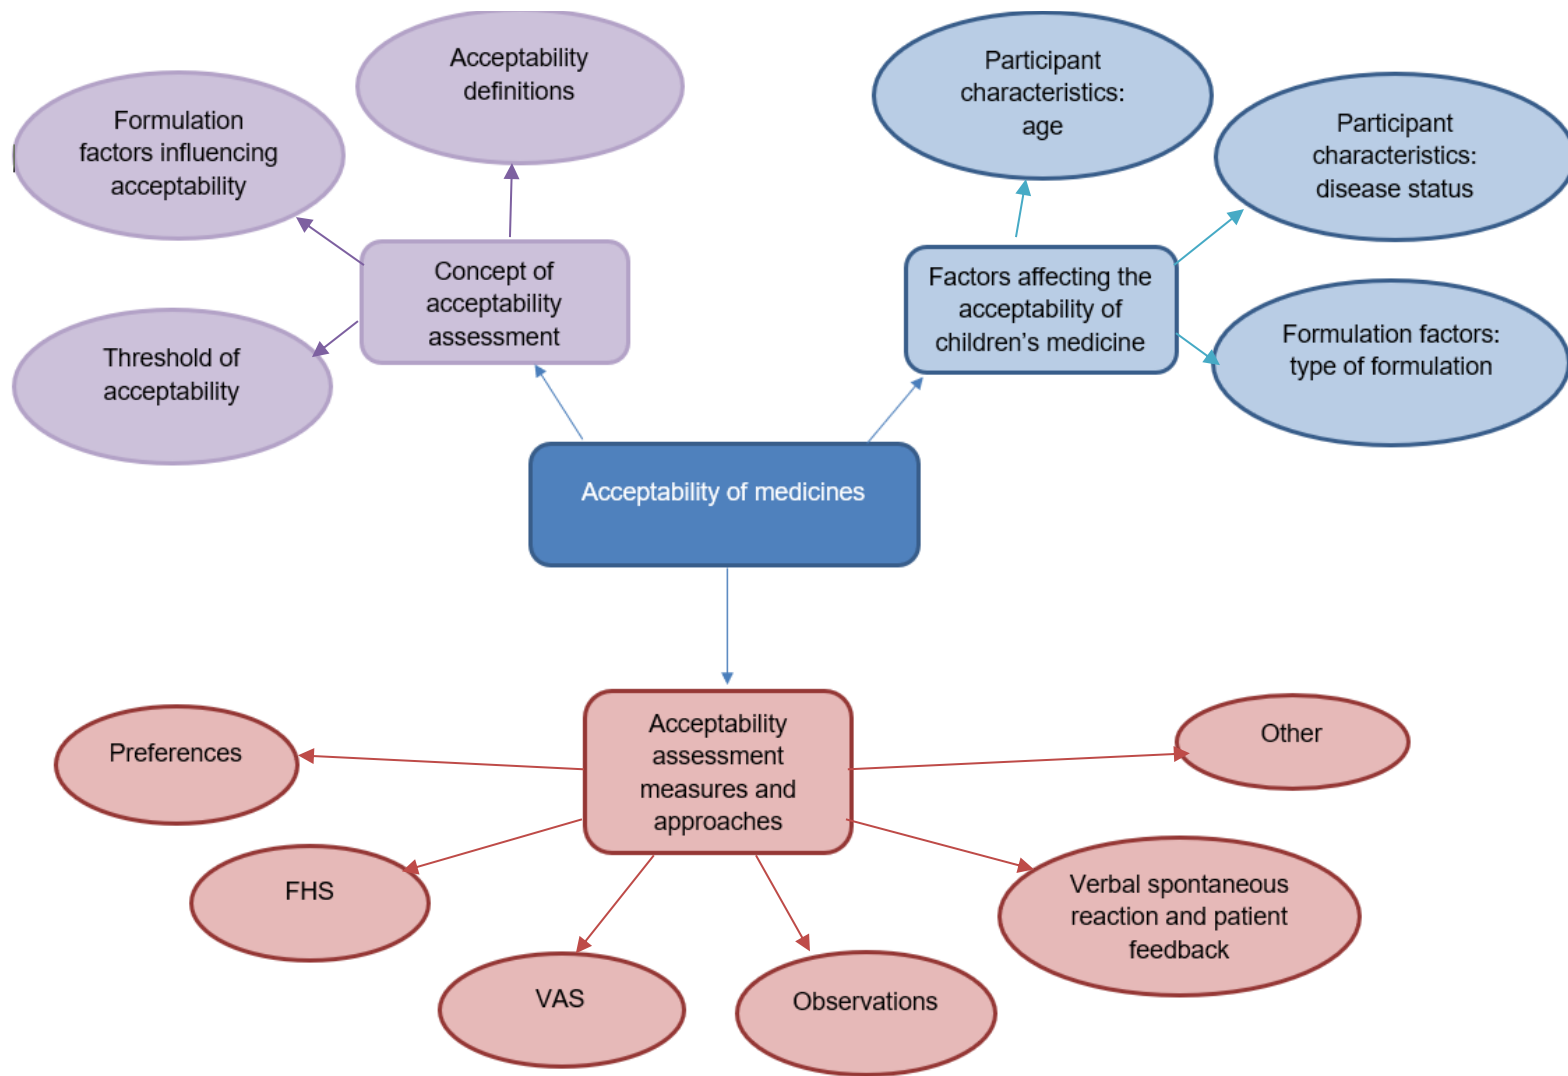 Acceptability
definitions
Formulation
factors influencing
acceptability
Threshold of
acceptability
Concept of
acceptability
assessment
Participant
characteristics:
age
Participant
characteristics:
disease status
Factors affecting the
acceptability of
children’s medicine
Formulation factors:
type of formulation
Acceptability of medicines
Acceptability
assessment
measures and
approaches
Preferences
FHS
VAS
Observations
Verbal spontaneous
reaction and patient
feedback
Other